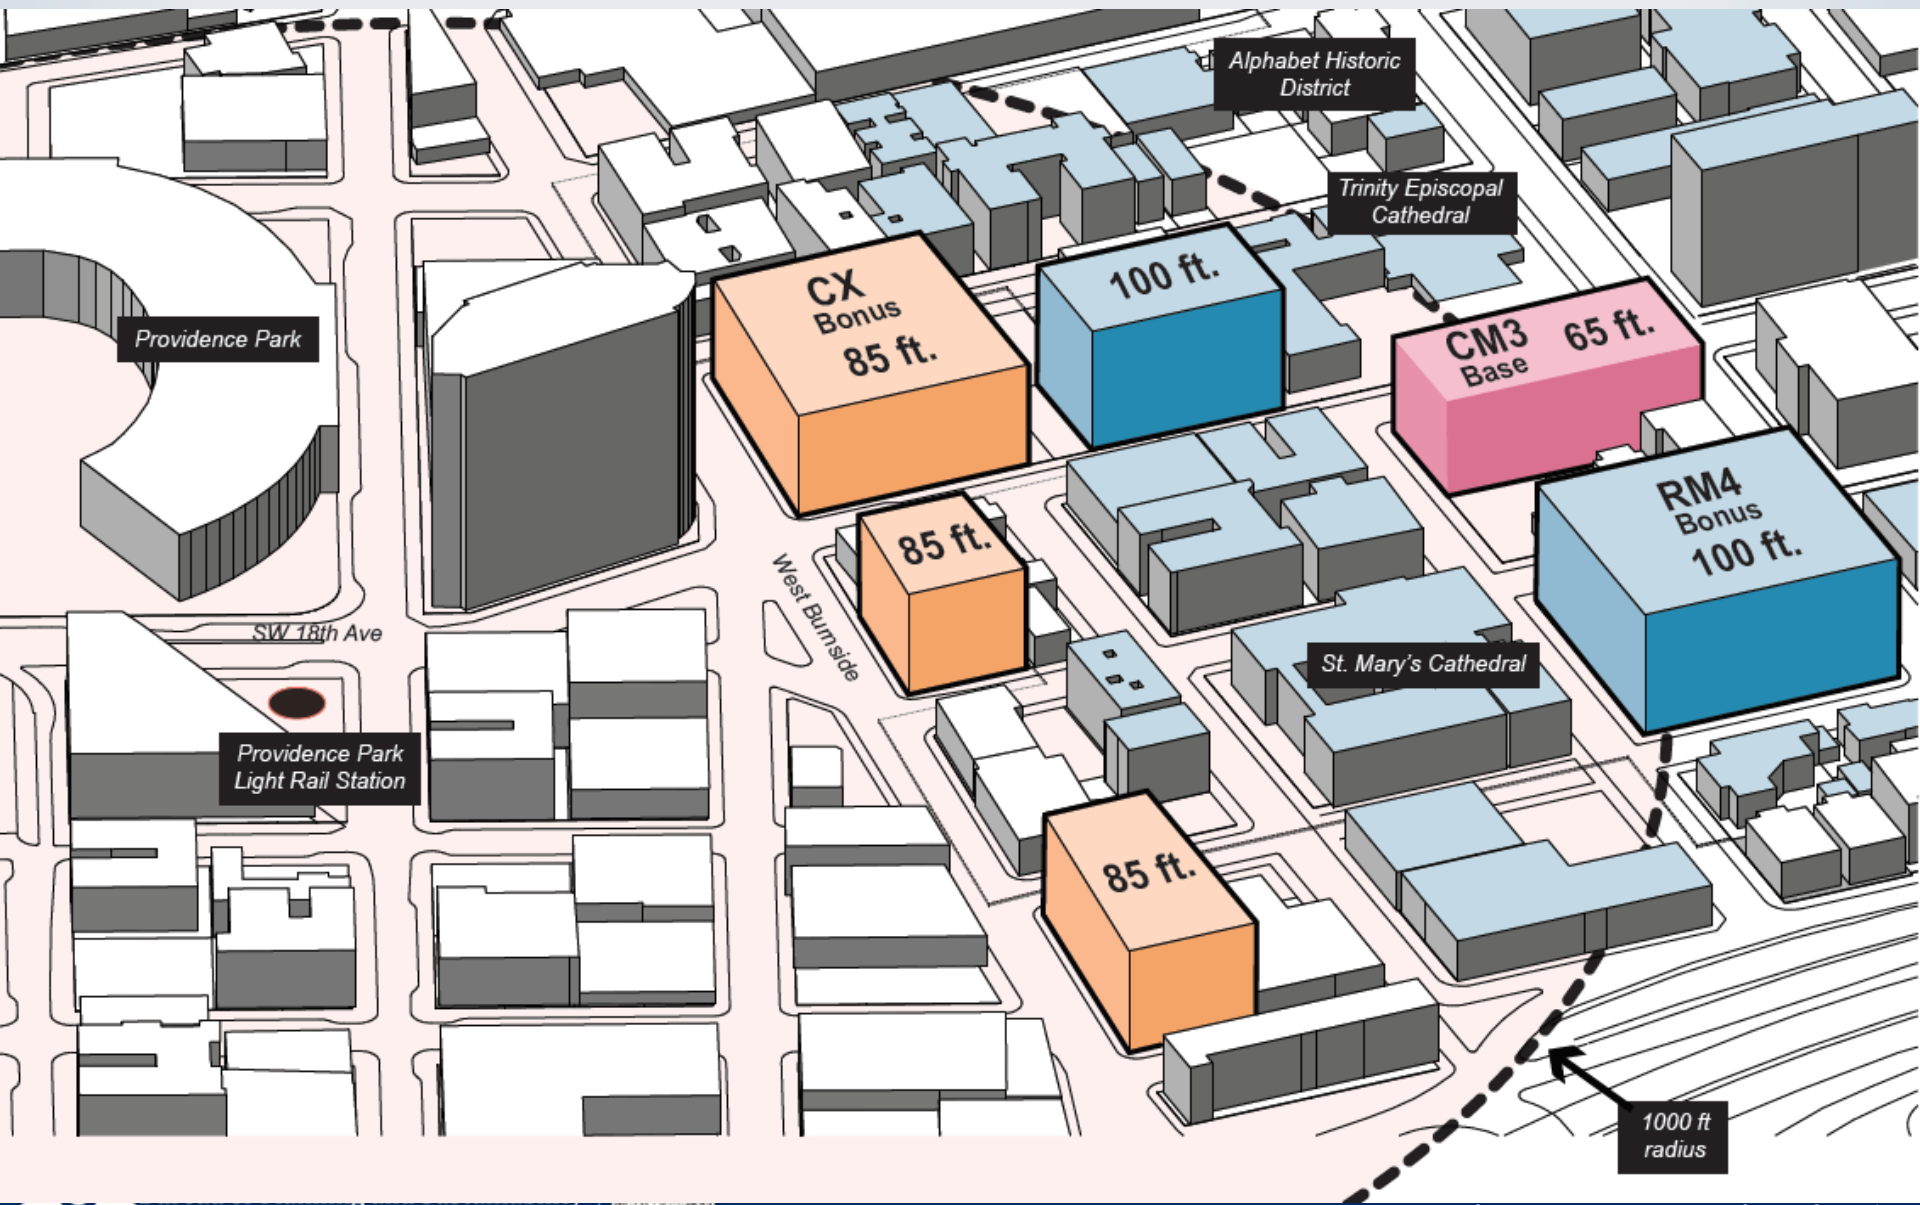 Alphabet Historic
District
Trinity Episcopal
Cathedral
CX
Bonus
85 ft.
100 ft.
CM3
Base
65 ft.
Providence Park
RM4
Bonus
100 ft.
85 ft.
West Burnside
SW 18th Ave
St. Mary's Cathedral
Providence Park
Light Rail Station
85 ft.
1000 ft
radius